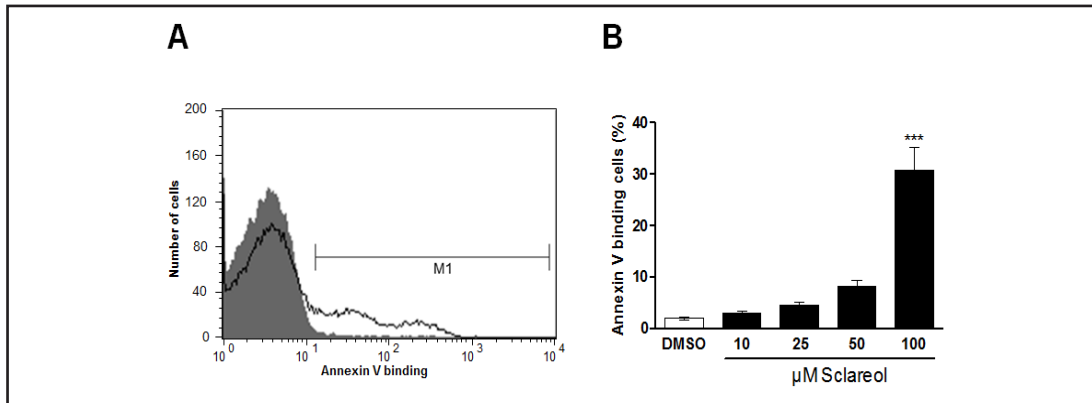 A
B
200
160
120
80
40
0
Number of cells
M1
10 0
10 1
10 2
10 3
10 4
Annexin V binding
40
30
20
10
0
Annexin V binding cells (%)
***
DMSO
10
25
50
100
µM Sclareol